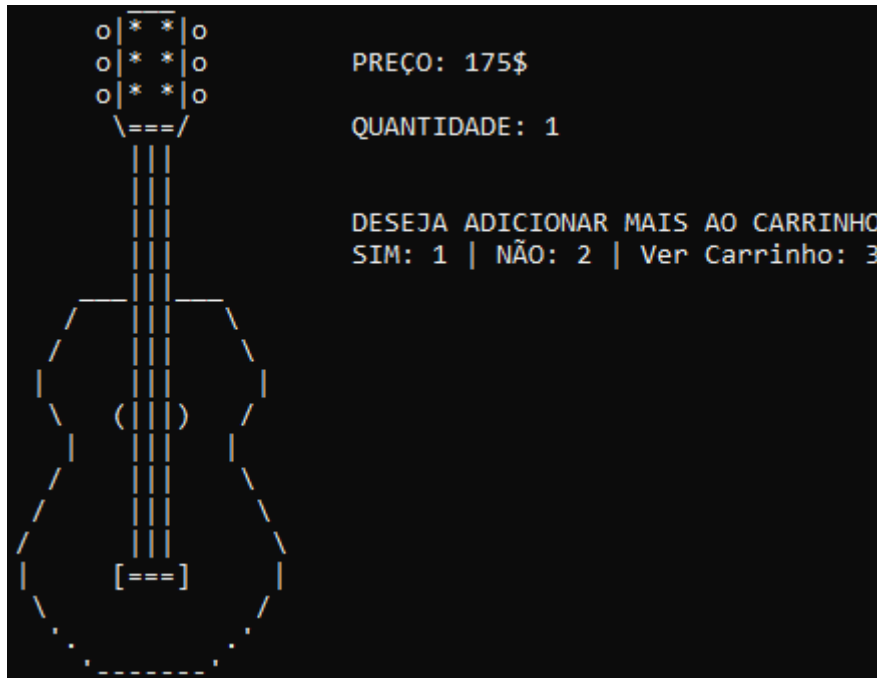 PREÇO: 175$
QUANTIDADE: 1
DESEJA ADICIONAR MAIS AO CARRINHO
SIM: 1 | NÃO: 2 | Ver Carrinho: 3